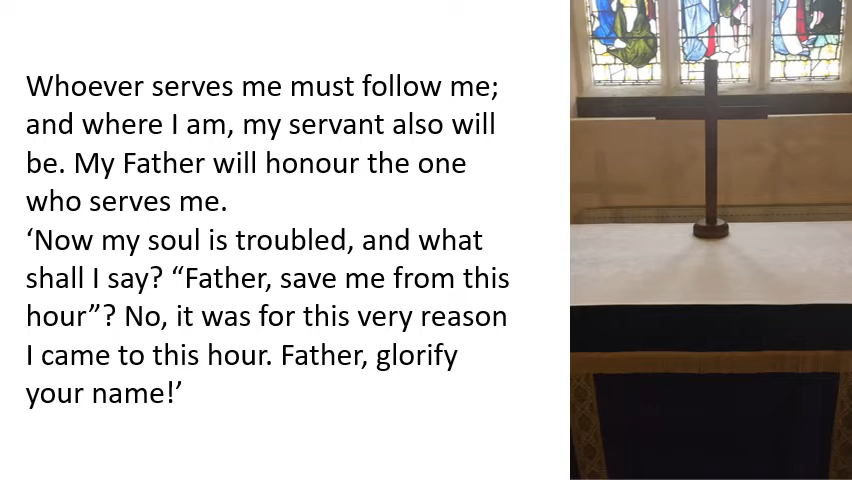 Whoever serves me must follow me;
and where I am, my servant also will
be. My Father will honour the one
who serves me.
‘Now my soul is troubled, and what
shall I say? “Father, save me from this
hour”? No, it was for this very reason
I came to this hour. Father, glorify
your name!’